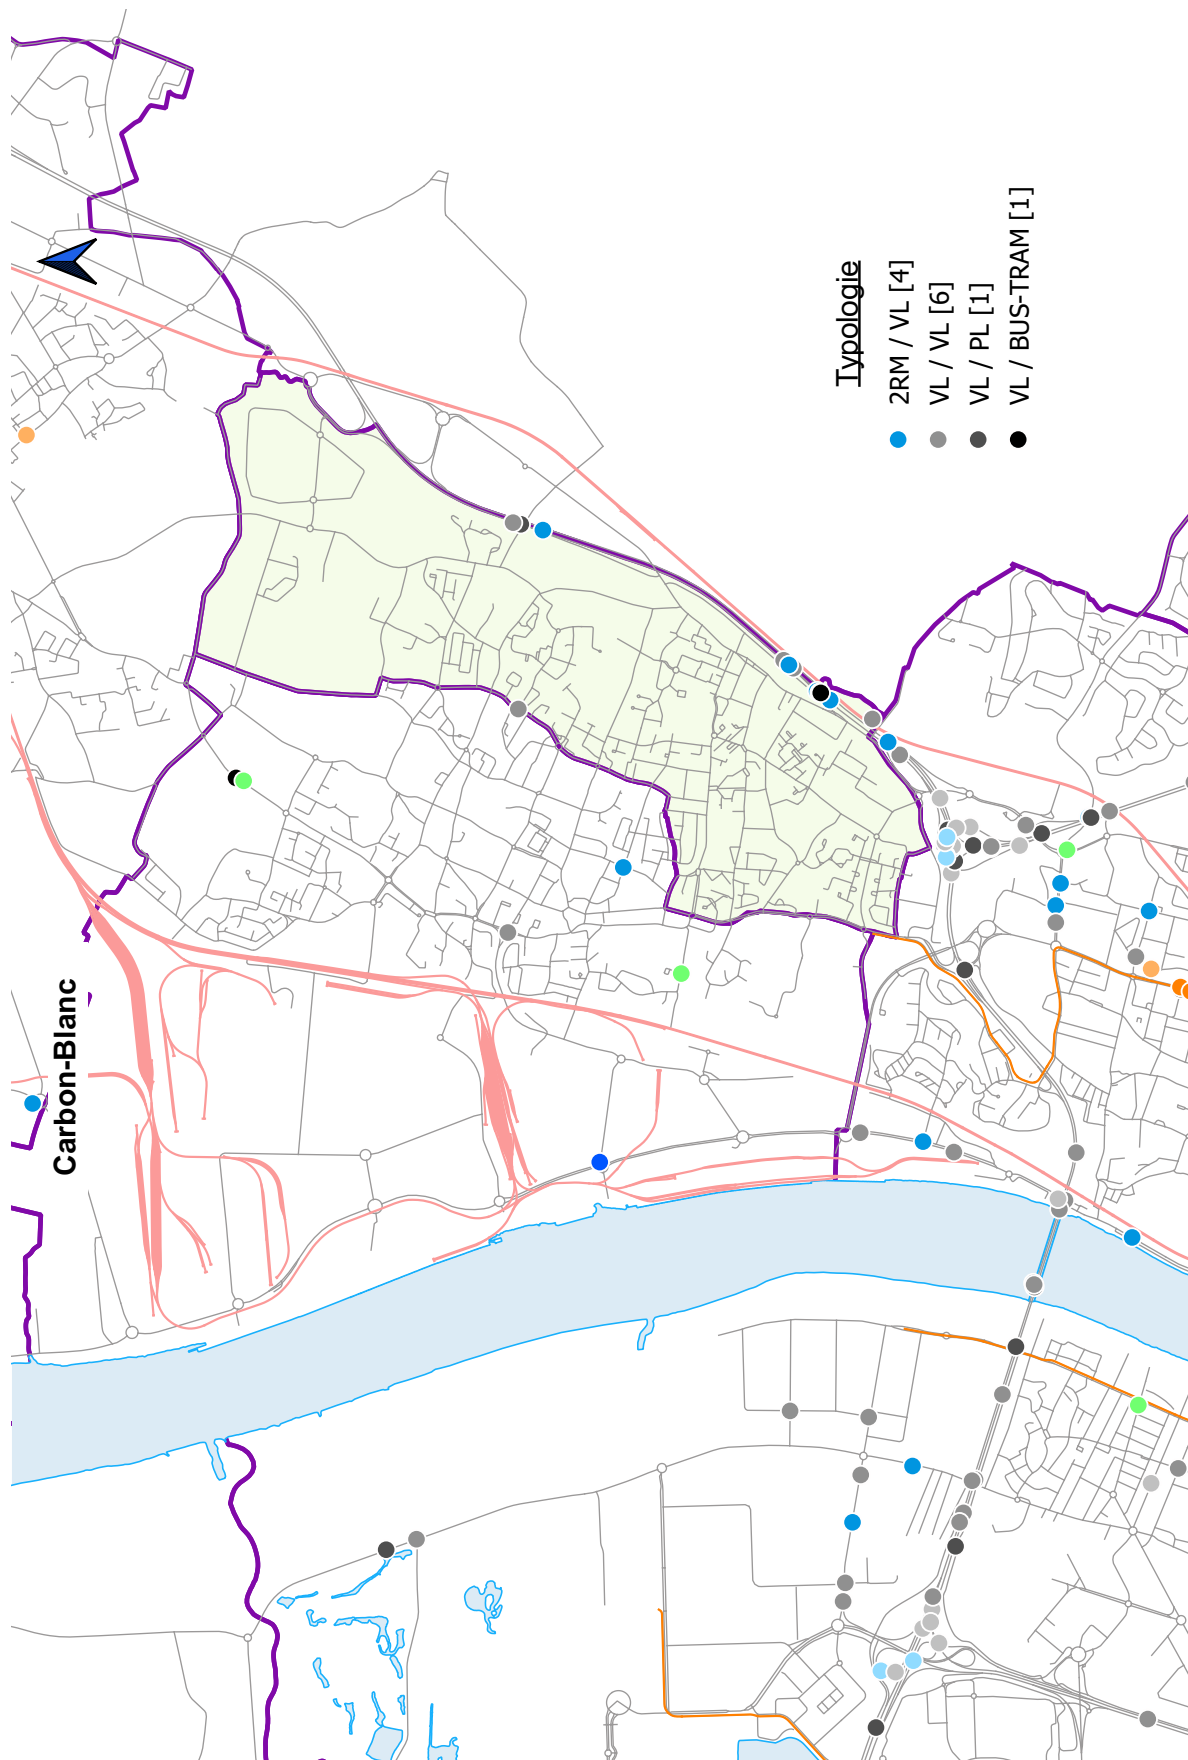 Carbon-Blanc
Typologie
2RM / VL [4]
VL / VL [6]
VL / PL [1]
VL / BUS-TRAM [1]